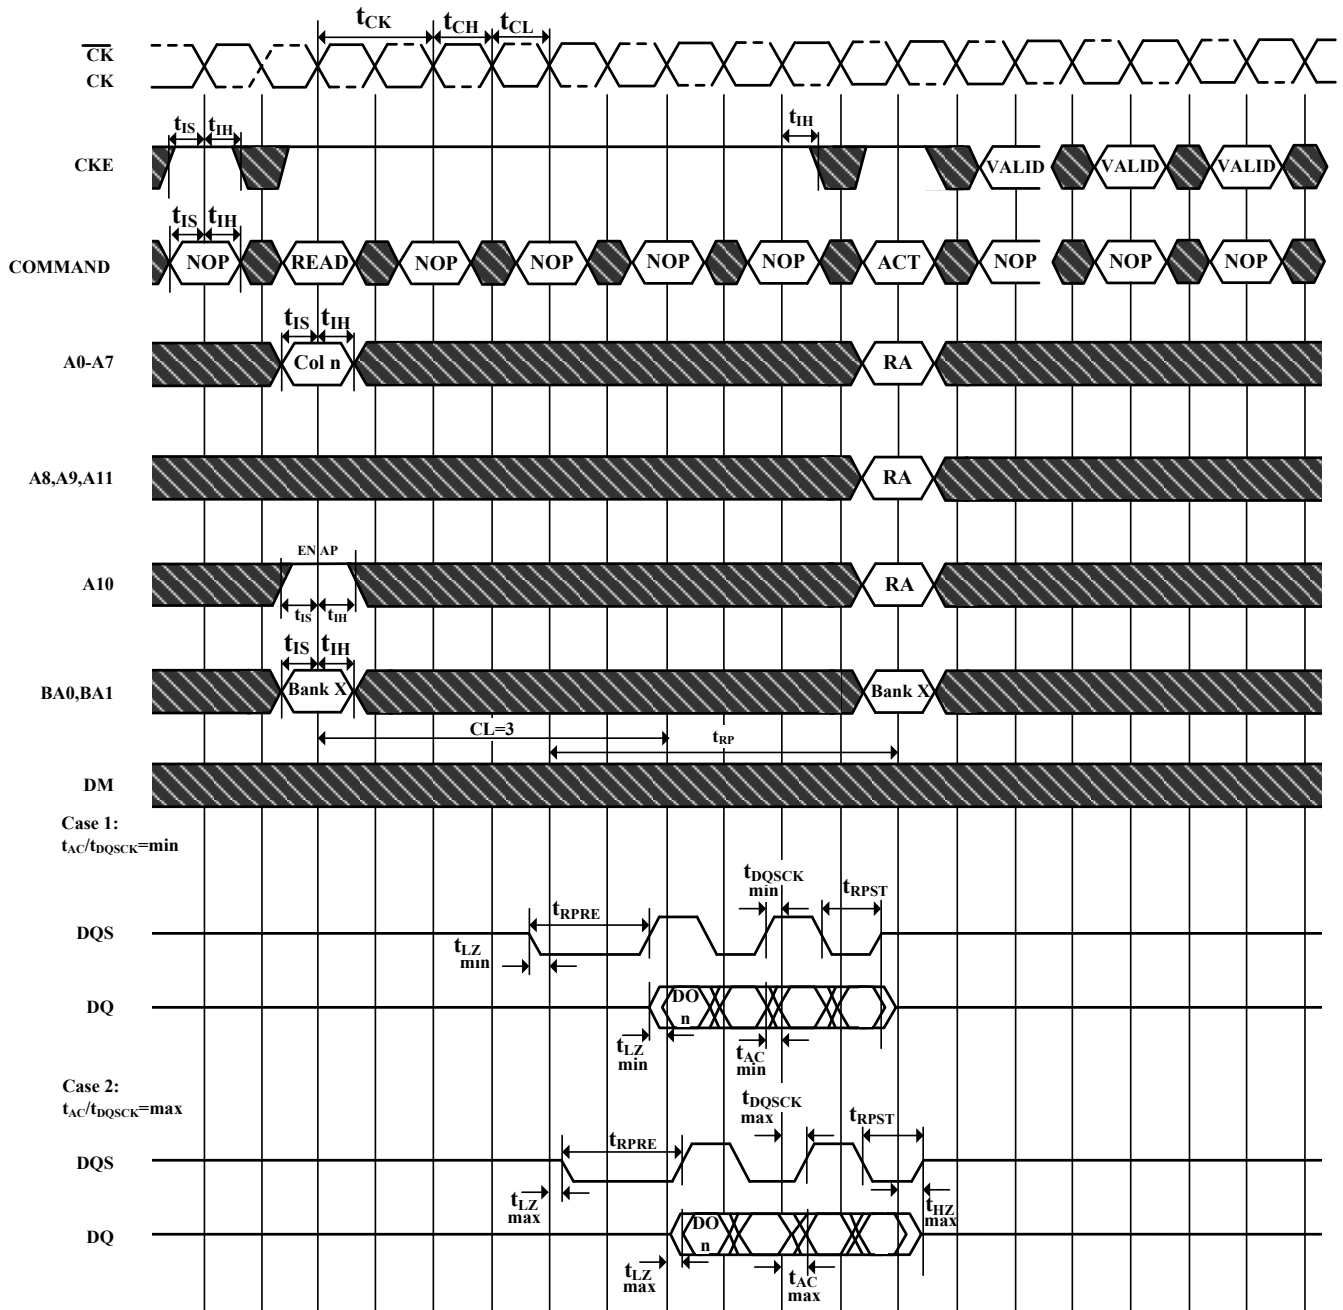 tCK tCH tCL
CK
CK
tIS tIH tIH
CKE VALID VALID VALID
tIS tIH
COMMAND NOP READ NOP NOP NOP NOP ACT NOP NOP NOP
tIS tIH
A0-A7 Col n RA
A8,A9,A11 RA
EN AP
A10 RA
tIS tIH
tIS tIH
BA0,BA1 Bank X Bank X
CL=3 tRP
DM
Case 1:
tAC/tDQSCK=min
tDQSCK min
tRPST
tRPRE
DQS
tLZ min
DQ DO n
tLZ min
tAC min
Case 2:
tAC/tDQSCK=max
tDQSCK max
tRPST
tRPRE
DQS
tLZ max
tHZ max
DQ DO n
tLZ max
tAC max